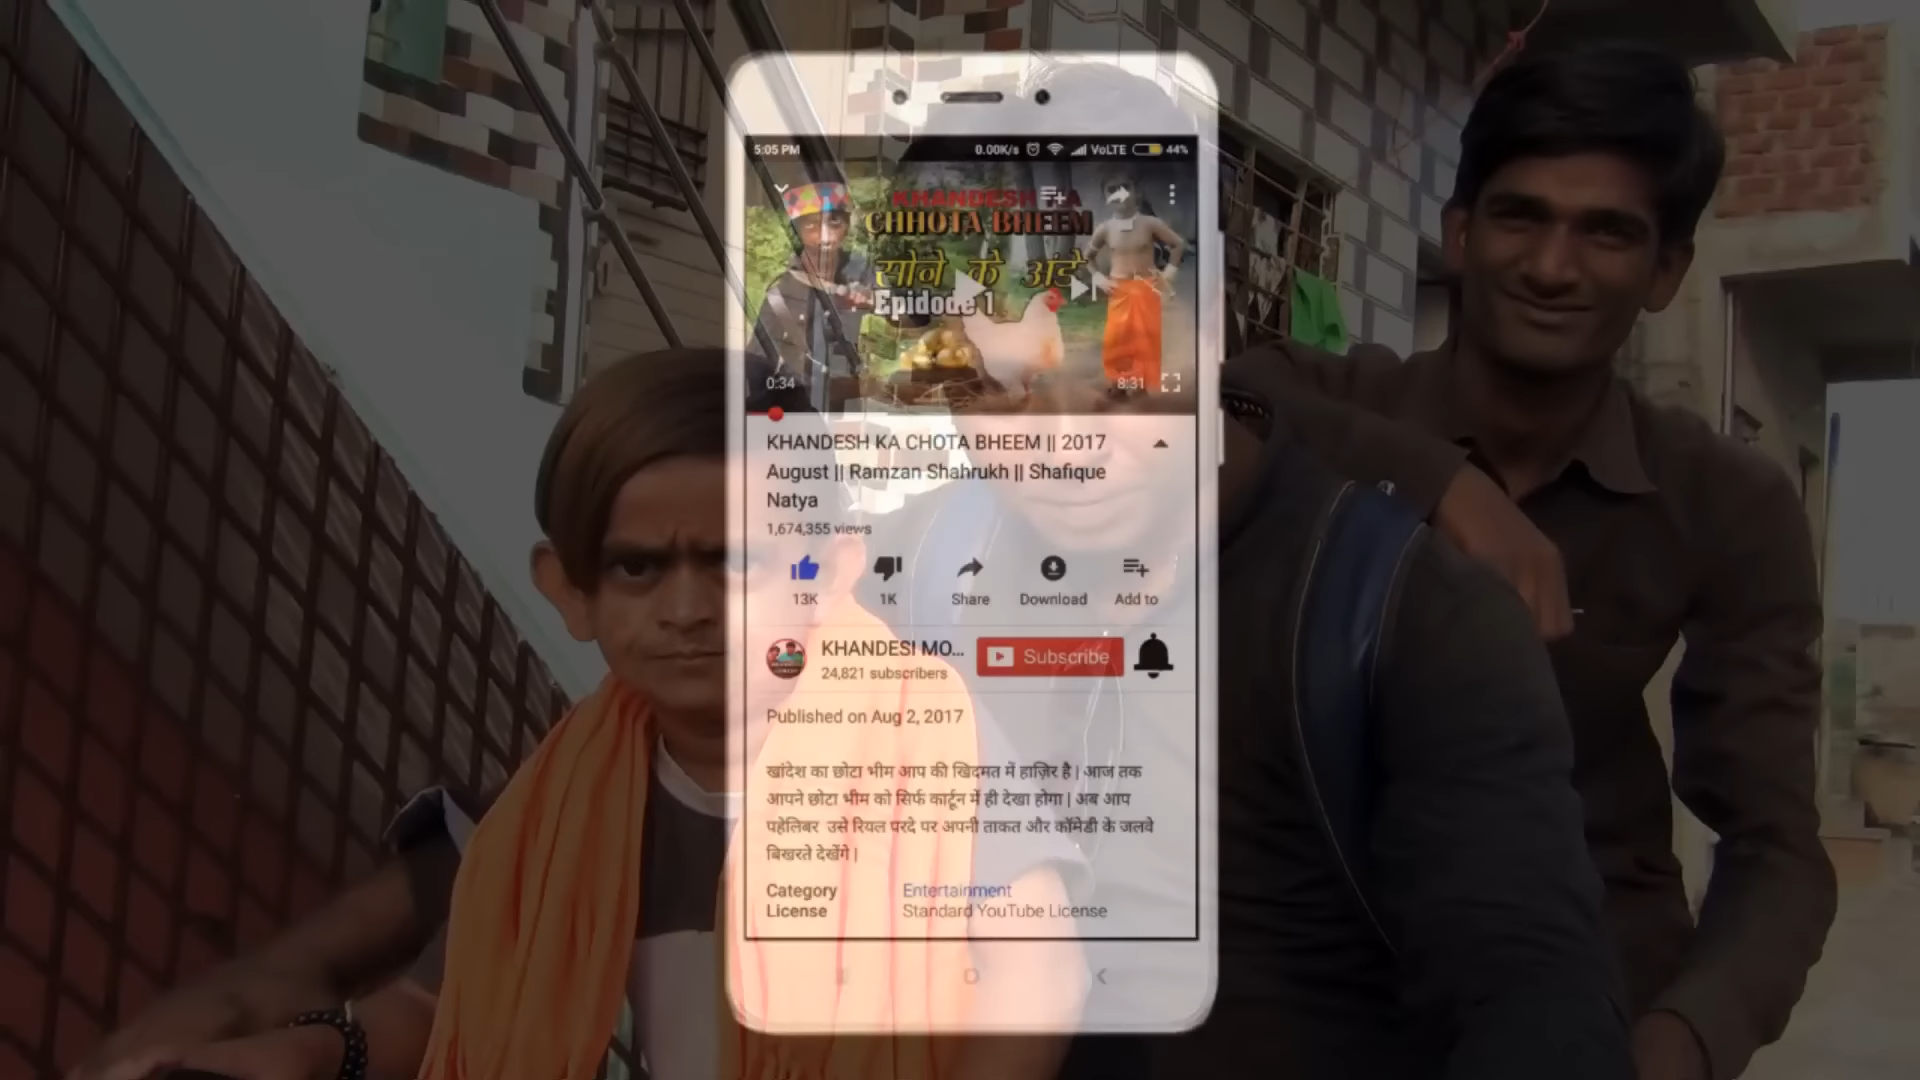 5:05 PM 0.00K/s VoLTE 44%
KHANDESH KA
CHHOTA BHEEM
सोने के अंडे
Epidode 1
0:34 8:31
KHANDESH KA CHOTA BHEEM || 2017
August || Ramzan Shahrukh || Shafique
Natya
1,674,355 views
13K 1K Share Download Add to
KHANDESI MO... Subscribe
24,821 subscribers
Published on Aug 2, 2017
खांदेश का छोटा भीम आप की खिदमत में हाज़िर है | आज तक
आपने छोटा भीम को सिर्फ कार्टून में ही देखा होगा | अब आप
पहेलिबर उसे रियल परदे पर अपनी ताकत और कॉमेडी के जलवे
बिखरते देखेंगे |
Category Entertainment
License Standard YouTube License